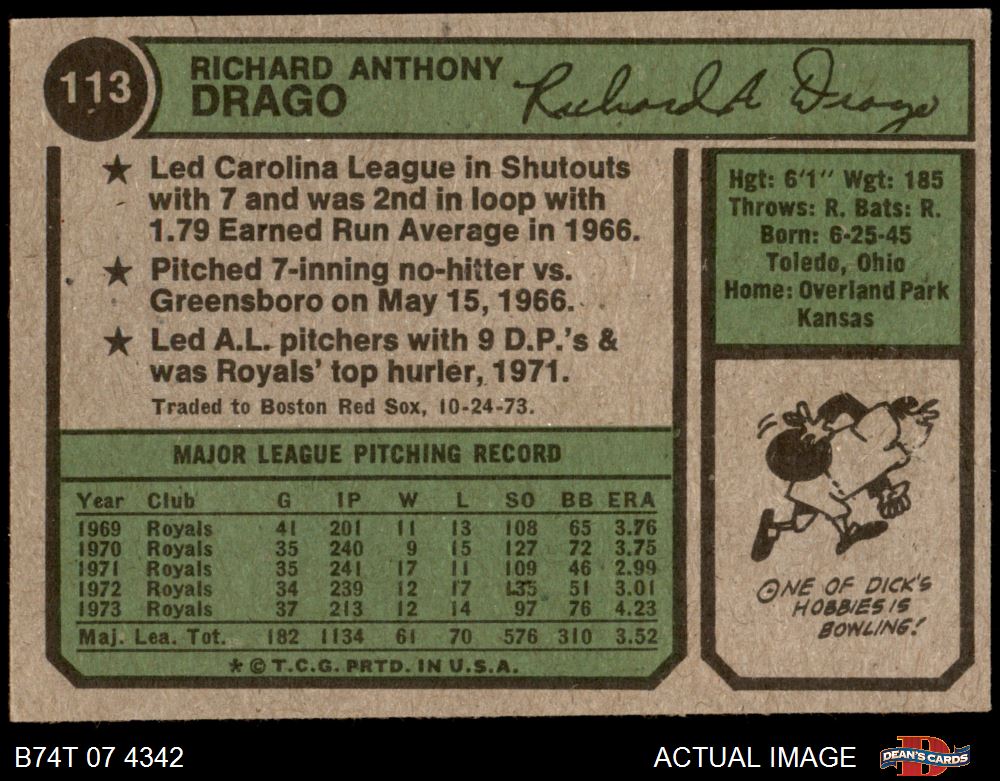 113
RICHARD ANTHONY
DRAGO
Richard A Drago
★ Led Carolina League in Shutouts
with 7 and was 2nd in loop with
1.79 Earned Run Average in 1966.
★ Pitched 7-inning no-hitter vs.
Greensboro on May 15, 1966.
★ Led A.L. pitchers with 9 D.P.'s &
was Royals' top hurler, 1971.
Traded to Boston Red Sox, 10-24-73.
Hgt: 6'1" Wgt: 185
Throws: R. Bats: R.
Born: 6-25-45
Toledo, Ohio
Home: Overland Park
Kansas
MAJOR LEAGUE PITCHING RECORD
Year Club G IP W L SO BB ERA
1969 Royals 41 201 11 13 108 65 3.76
1970 Royals 35 240 9 15 127 72 3.75
1971 Royals 35 241 17 11 109 46 2.99
1972 Royals 34 239 12 17 135 51 3.01
1973 Royals 37 213 12 14 97 76 4.23
Maj. Lea. Tot. 182 1134 61 70 576 310 3.52
* © T.C.G. PRTD. IN U.S.A.
ONE OF DICK'S
HOBBIES IS
BOWLING!
B74T 07 4342
ACTUAL IMAGE
DEAN'S CARDS